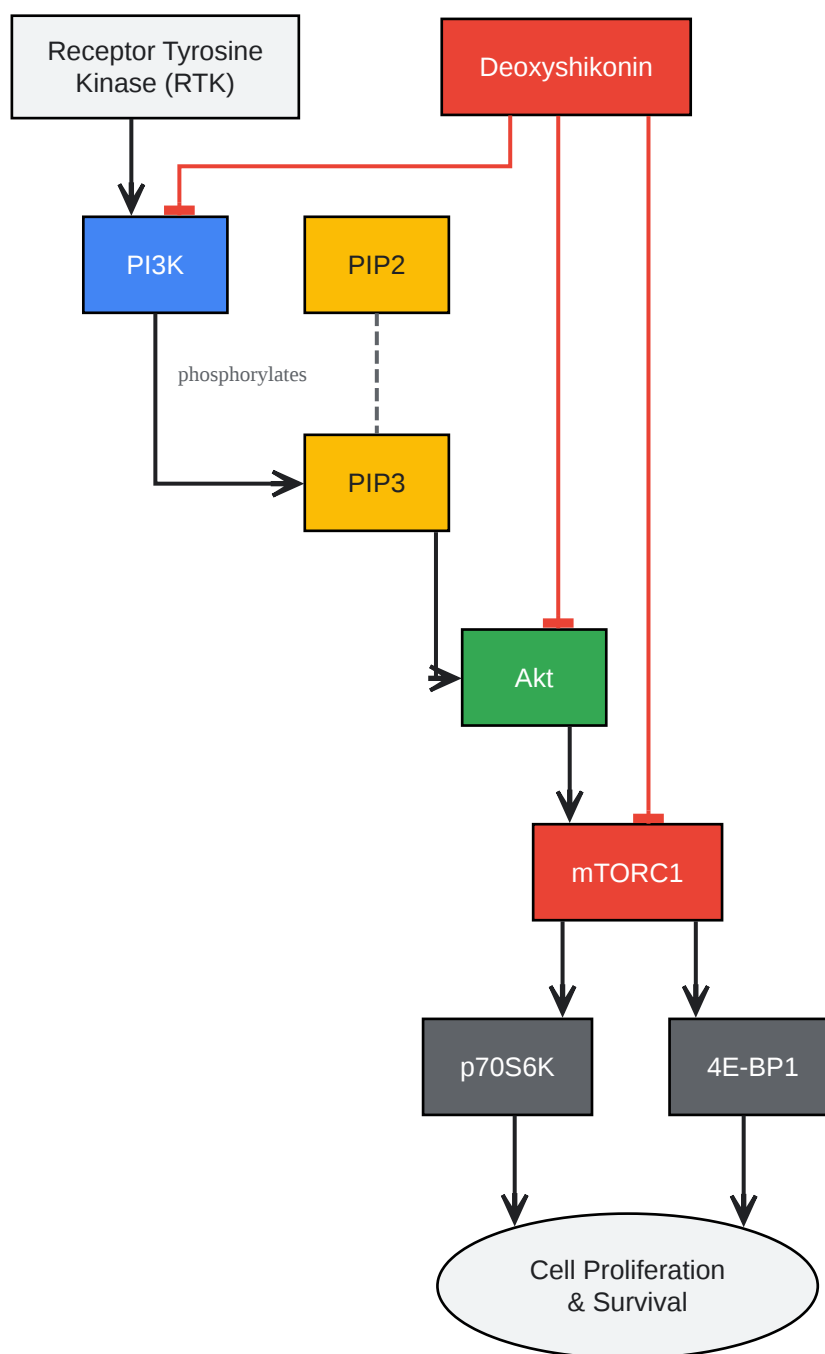 Receptor Tyrosine
Kinase (RTK)
Deoxyshikonin
PI3K
PIP2
phosphorylates
PIP3
Akt
mTORC1
p70S6K
4E-BP1
Cell Proliferation
& Survival